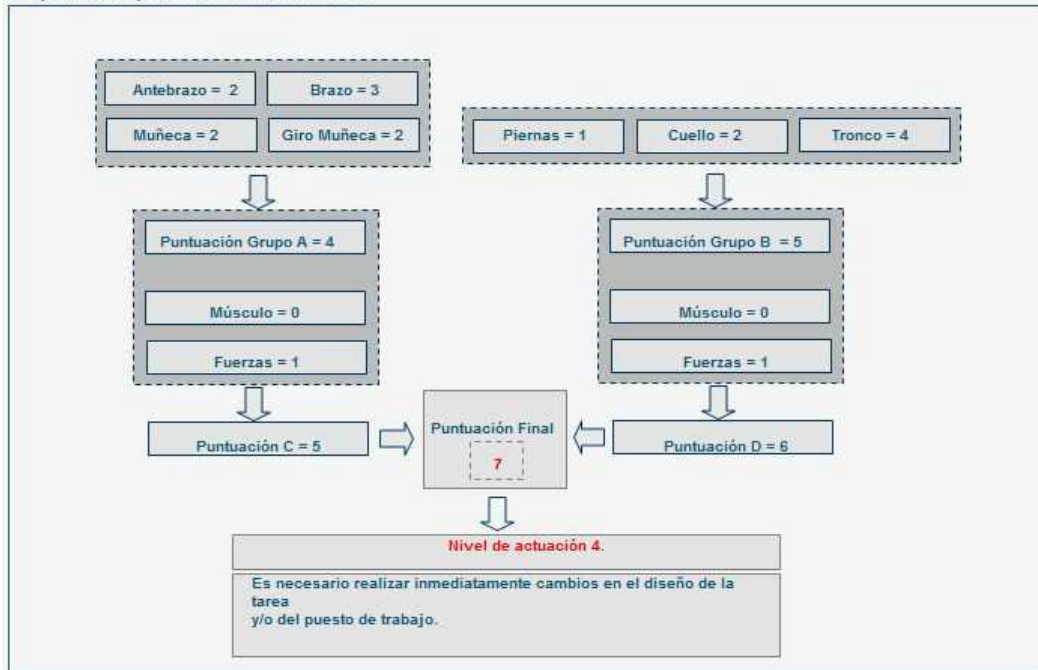 Antebrazo = 2
Brazo = 3
Muñeca = 2
Giro Muñeca = 2
Piernas = 1
Cuello = 2
Tronco = 4
Puntuación Grupo A = 4
Músculo = 0
Fuerzas = 1
Puntuación Grupo B = 5
Músculo = 0
Fuerzas = 1
Puntuación C = 5
Puntuación Final
7
Puntuación D = 6
Nivel de actuación 4.
Es necesario realizar inmediatamente cambios en el diseño de la
tarea
y/o del puesto de trabajo.